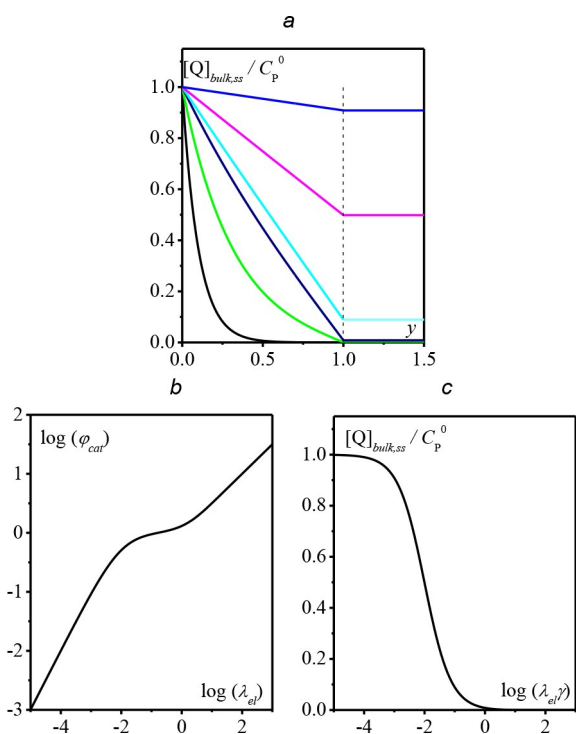 a
[Q]bulk,ss / CP0
1.0
0.8
0.6
0.4
0.2
0.0
y
0.0 0.5 1.0 1.5
b
c
2
1
0
-1
-2
-3
log (φcat)
log (λel)
-4 -2 0 2
[Q]bulk,ss / CP0
1.0
0.8
0.6
0.4
0.2
0.0
log (λelγ)
-4 -2 0 2